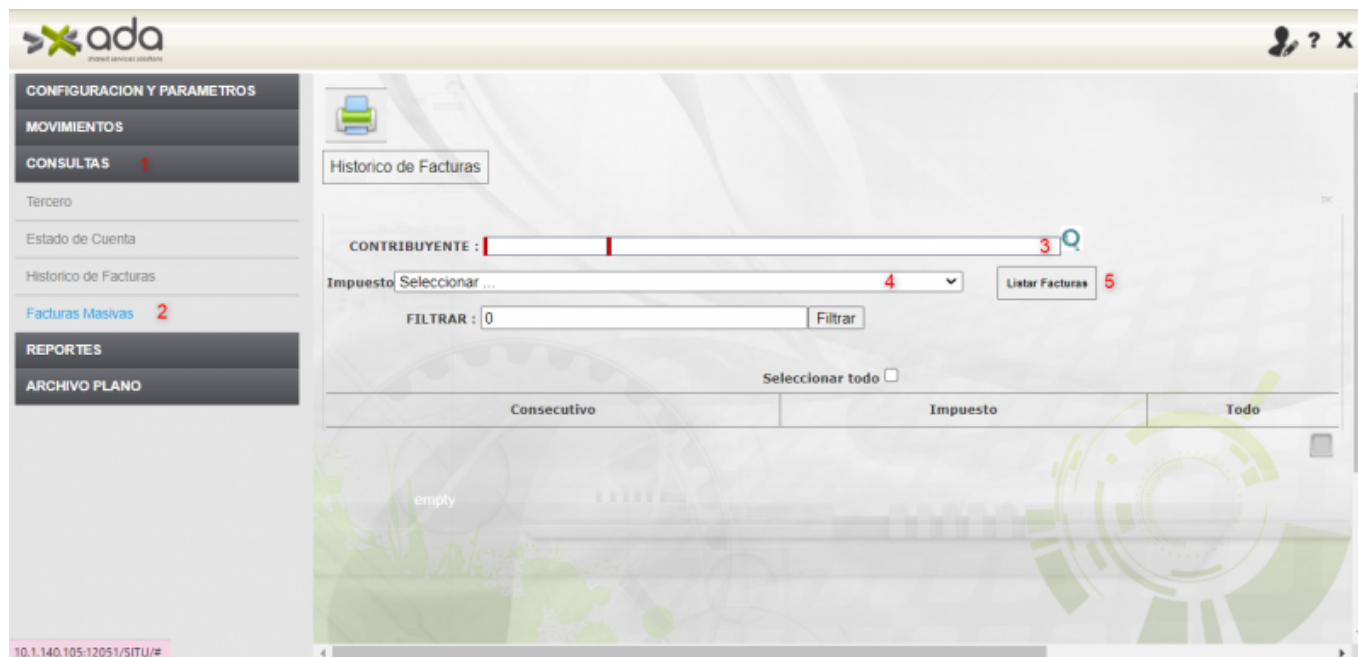 ada
shared services solutions
? X
CONFIGURACION Y PARAMETROS
MOVIMIENTOS
CONSULTAS 1
Tercero
Estado de Cuenta
Historico de Facturas
Facturas Masivas 2
REPORTES
ARCHIVO PLANO
Historico de Facturas
CONTRIBUYENTE : 3
Impuesto Seleccionar ... 4 Listar Facturas 5
FILTRAR : 0 Filtrar
Seleccionar todo
Consecutivo Impuesto Todo
empty
10.1.140.105:12051/SITU/#